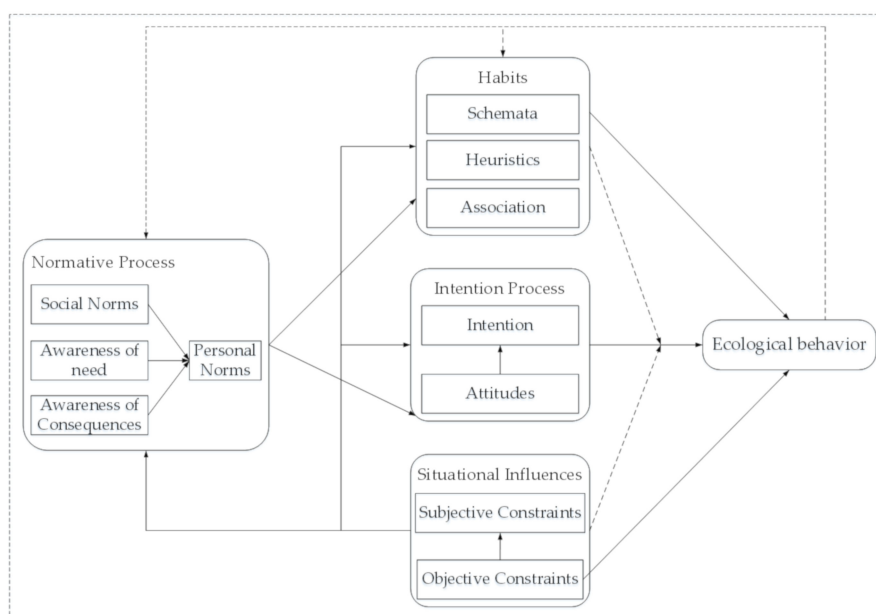 Habits
Schemata
Heuristics
Association
Normative Process
Social Norms
Awareness of
need
Awareness of
Consequences
Personal
Norms
Intention Process
Intention
Attitudes
Situational Influences
Subjective Constraints
Objective Constraints
Ecological behavior